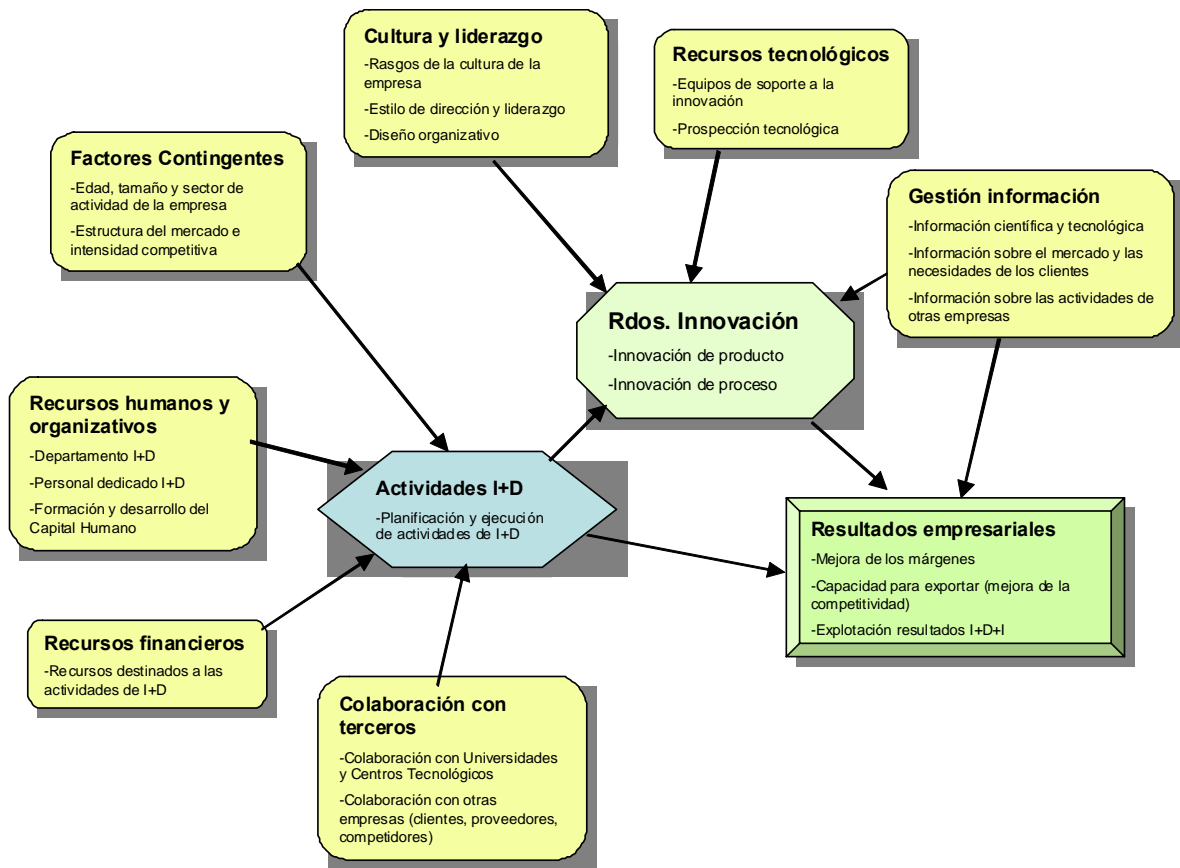 Cultura y liderazgo
-Rasgos de la cultura de la
empresa
-Estilo de dirección y liderazgo
-Diseño organizativo
Recursos tecnológicos
-Equipos de soporte a la
innovación
-Prospección tecnológica
Factores Contingentes
-Edad, tamaño y sector de
actividad de la empresa
-Estructura del mercado e
intensidad competitiva
Gestión información
-Información científica y tecnológica
-Información sobre el mercado y las
necesidades de los clientes
-Información sobre las actividades de
otras empresas
Rdos. Innovación
-Innovación de producto
-Innovación de proceso
Recursos humanos y
organizativos
-Departamento I+D
-Personal dedicado I+D
-Formación y desarrollo del
Capital Humano
Actividades I+D
-Planificación y ejecución
de actividades de I+D
Resultados empresariales
-Mejora de los márgenes
-Capacidad para exportar (mejora de la
competitividad)
-Explotación resultados I+D+I
Recursos financieros
-Recursos destinados a las
actividades de I+D
Colaboración con
terceros
-Colaboración con Universidades
y Centros Tecnológicos
-Colaboración con otras
empresas (clientes, proveedores,
competidores)